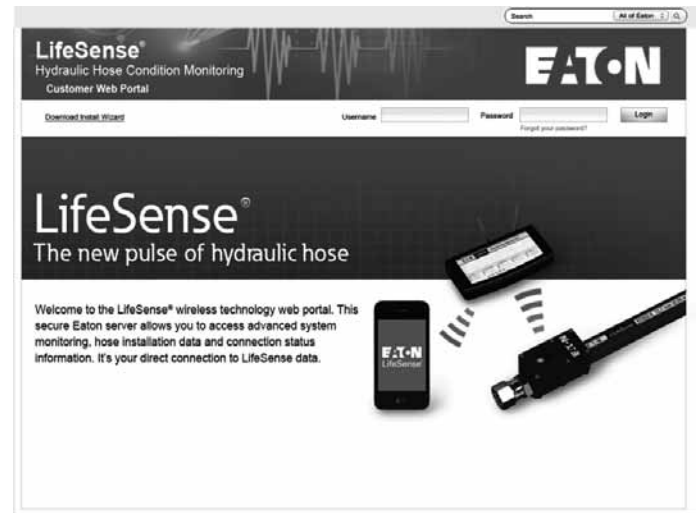 Search
All of Eaton
LifeSense®
Hydraulic Hose Condition Monitoring
Customer Web Portal
EATON
Download Install Wizard
Username
Password
Login
Forgot your password?
LifeSense®
The new pulse of hydraulic hose
Welcome to the LifeSense® wireless technology web portal. This
secure Eaton server allows you to access advanced system
monitoring, hose installation data and connection status
information. It's your direct connection to LifeSense data.
EATON
LifeSense